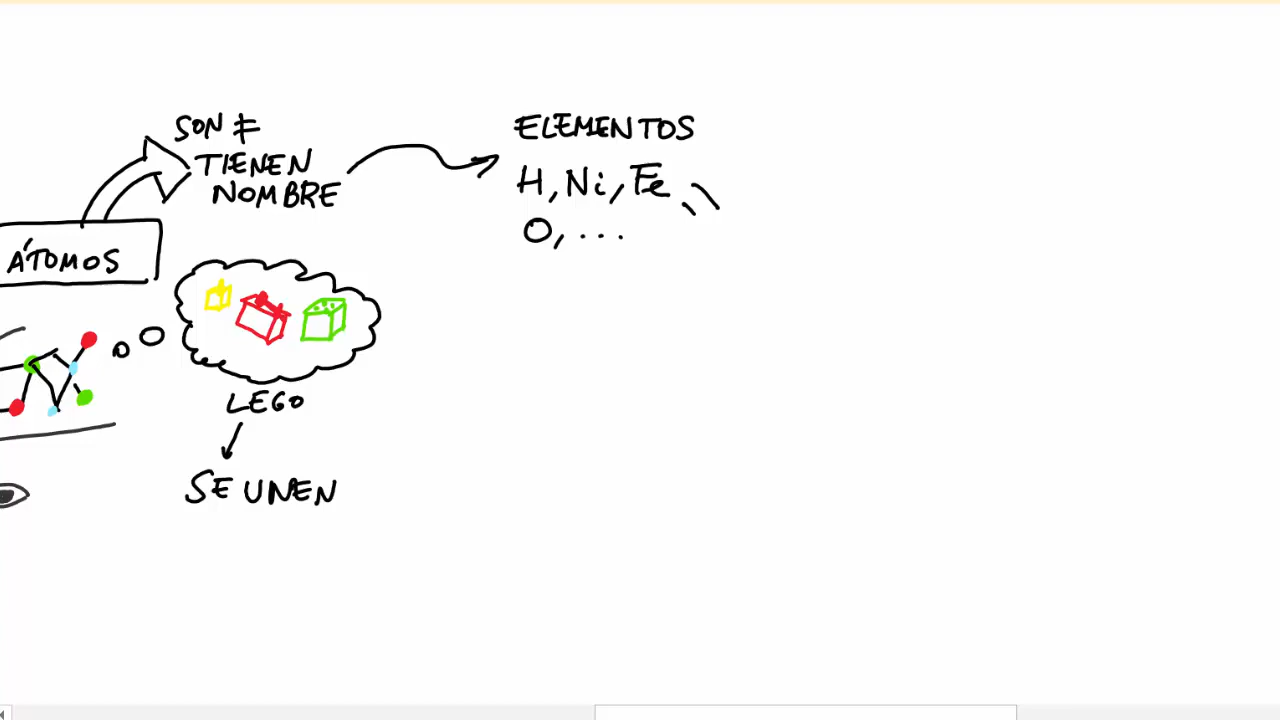 SON ≠
TIENEN
NOMBRE
ELEMENTOS
H, Ni, Fe
O, ...
ÁTOMOS
LEGO
SE UNEN